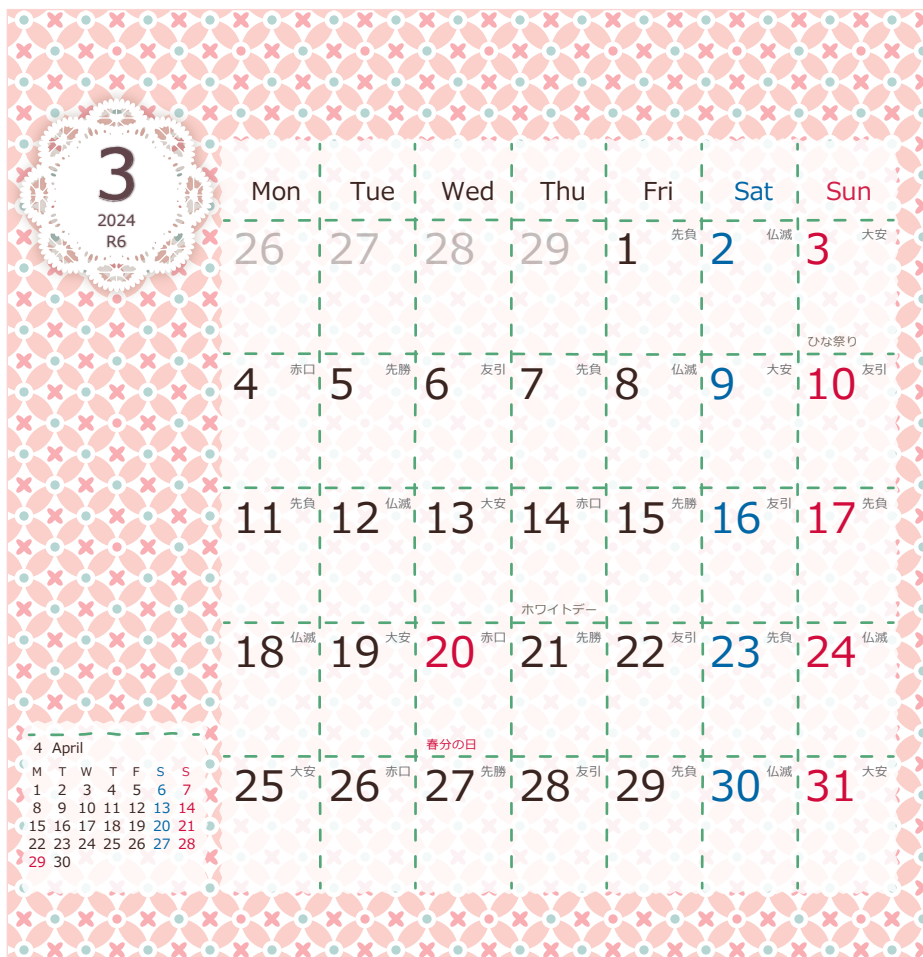 3
2024
R6
Mon Tue Wed Thu Fri Sat Sun
26 27 28 29 1 先負 2 仏滅 3 大安
ひな祭り
4 赤口 5 先勝 6 友引 7 先負 8 仏滅 9 大安 10 友引
11 先負 12 仏滅 13 大安 14 赤口 15 先勝 16 友引 17 先負
ホワイトデー
18 仏滅 19 大安 20 赤口 21 先勝 22 友引 23 先負 24 仏滅
春分の日
25 大安 26 赤口 27 先勝 28 友引 29 先負 30 仏滅 31 大安
4 April
M T W T F S S
1 2 3 4 5 6 7
8 9 10 11 12 13 14
15 16 17 18 19 20 21
22 23 24 25 26 27 28
29 30